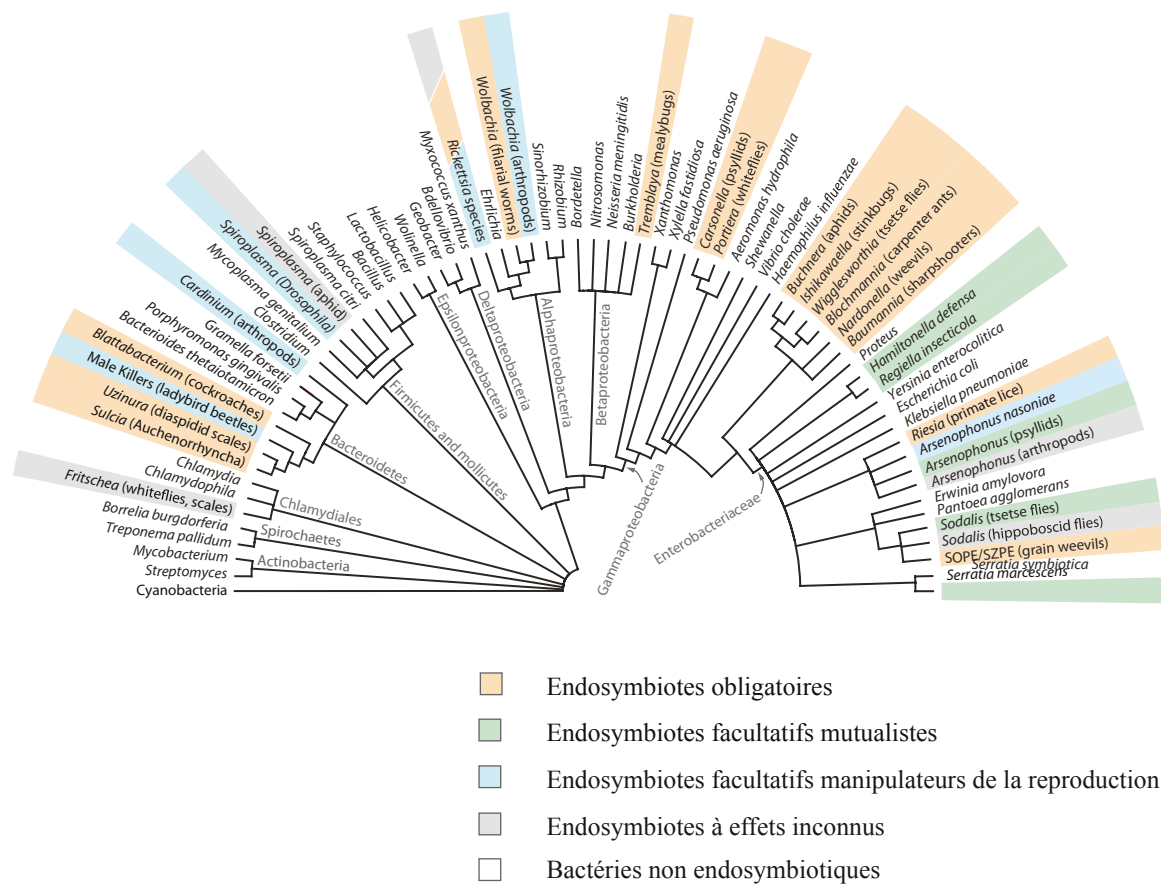 Cyanobacteria
Streptomyces
Mycobacterium
Actinobacteria
Treponema pallidum
Borrelia burgdorferia
Spirochaetes
Fritschea (whiteflies, scales)
Chlamydophila
Chlamydia
Chlamydiales
Sulcia (Auchenorrhyncha)
Uzinura (diaspidid scales)
Male Killers (ladybird beetles)
Blattabacterium (cockroaches)
Bacterioides thetaiotamicron
Porphyromonas gingivalis
Gramella forsetii
Cardinium (arthropods)
Bacteroidetes
Clostridium
Mycoplasma genitalium
Spiroplasma (Drosophila)
Spiroplasma (aphid)
Spiroplasma citri
Staphylococcus
Bacillus
Lactobacillus
Firmicutes and mollicutes
Helicobacter
Wolinella
Epsilonproteobacteria
Geobacter
Bdellovibrio
Myxococcus xanthus
Deltaproteobacteria
Rickettsia species
Ehrlichia
Wolbachia (filarial worms)
Wolbachia (arthropods)
Sinorhizobium
Rhizobium
Alphaproteobacteria
Bordetella
Nitrosomonas
Neisseria meningitidis
Burkholderia
Tremblaya (mealybugs)
Betaproteobacteria
Xanthomonas
Xylella fastidiosa
Pseudomonas aeruginosa
Carsonella (psyllids)
Portiera (whiteflies)
Aeromonas hydrophila
Shewanella
Vibrio cholerae
Haemophilus influenzae
Gammaproteobacteria
Buchnera (aphids)
Ishikawaella (stinkbugs)
Wigglesworthia (tsetse flies)
Blochmannia (carpenter ants)
Nardonella (weevils)
Baumannia (sharpshooters)
Proteus
Hamiltonella defensa
Regiella insecticola
Yersinia enterocolitica
Escherichia coli
Klebsiella pneumoniae
Riesia (primate lice)
Arsenophonus nasoniae
Arsenophonus (psyllids)
Arsenophonus (arthropods)
Erwinia amylovora
Pantoea agglomerans
Sodalis (tsetse flies)
Sodalis (hippoboscid flies)
SOPE/SZPE (grain weevils)
Serratia symbiotica
Serratia marcescens
Enterobacteriaceae
Endosymbiotes obligatoires
Endosymbiotes facultatifs mutualistes
Endosymbiotes facultatifs manipulateurs de la reproduction
Endosymbiotes à effets inconnus
Bactéries non endosymbiotiques